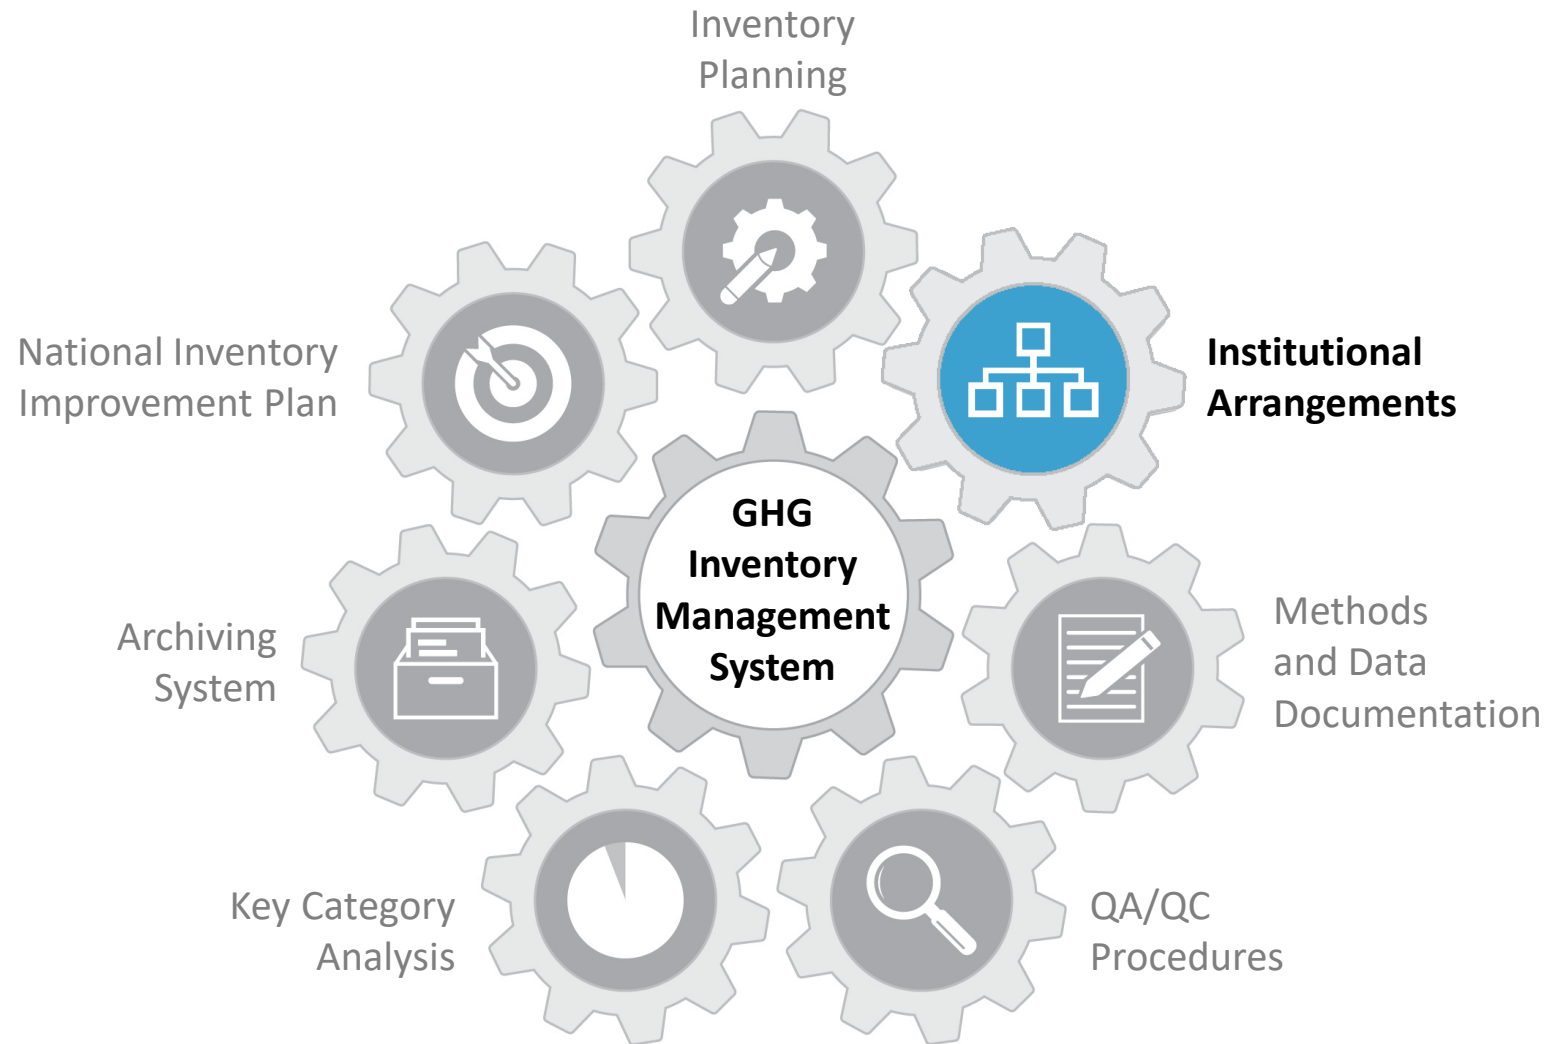 Inventory
Planning
Institutional
Arrangements
Methods
and Data
Documentation
QA/QC
Procedures
Key Category
Analysis
Archiving
System
National Inventory
Improvement Plan
GHG
Inventory
Management
System